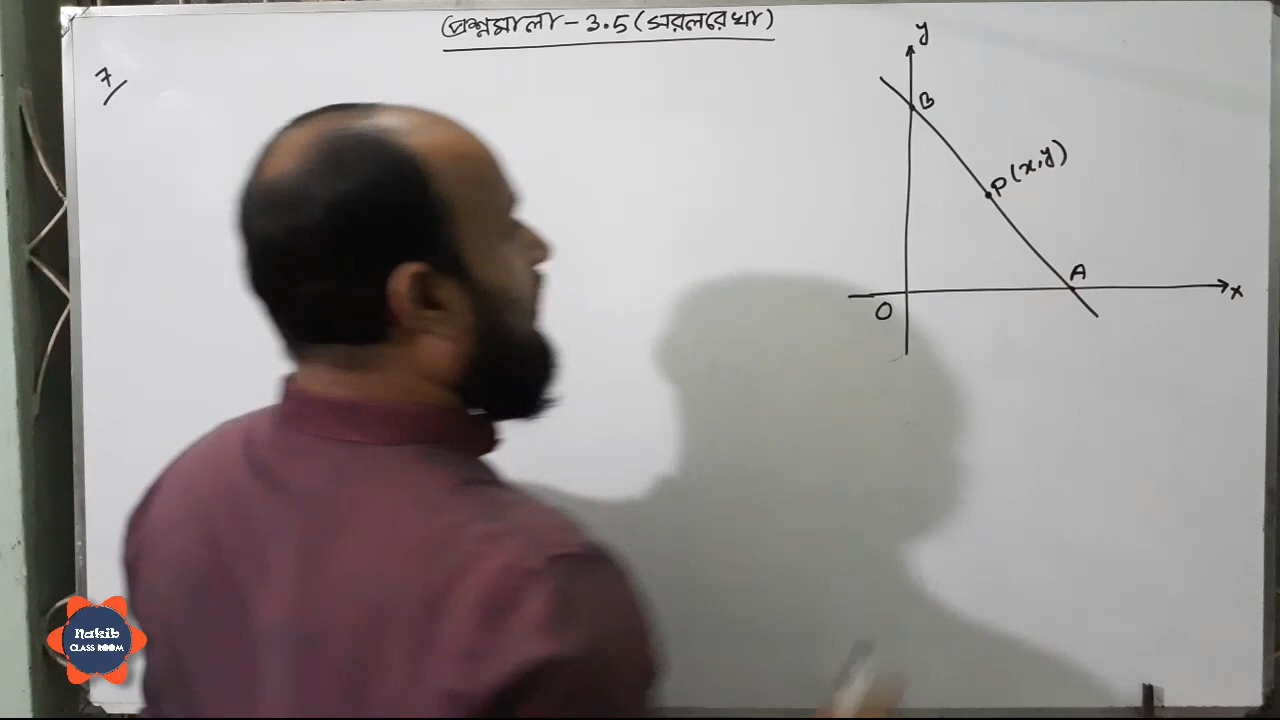 প্রশ্নমালা - 3.5 (সরলরেখা)
7
y
B
P(x,y)
A
x
O
Nakib
CLASS ROOM